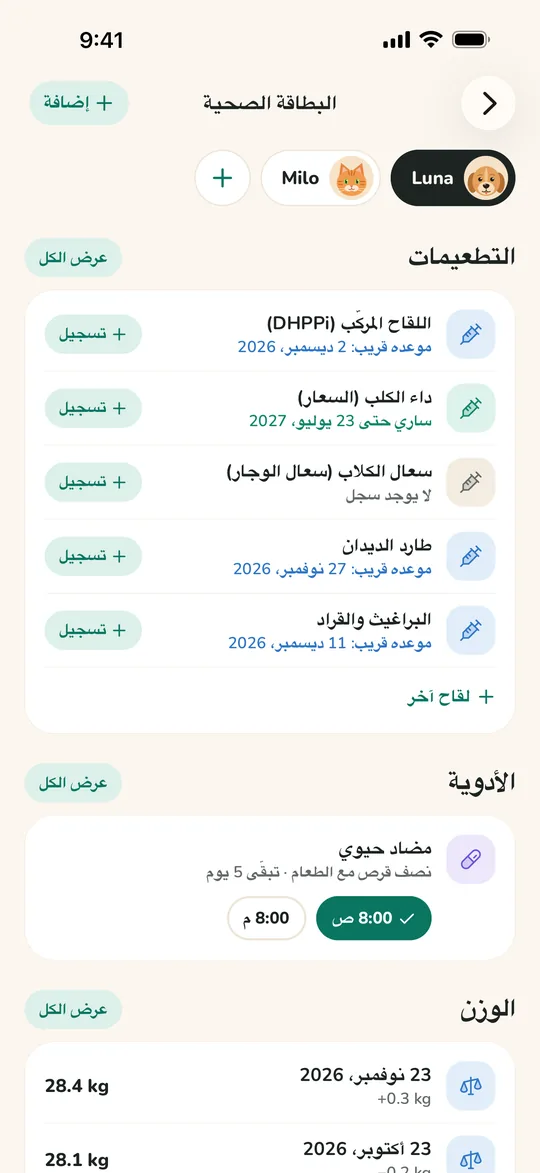 9:41
البطاقة الصحية
+ إضافة
Luna
Milo
+
التطعيمات
عرض الكل
اللقاح المركّب (DHPPi)
موعده قريب: 2 ديسمبر، 2026
+ تسجيل
داء الكلب (السعار)
ساري حتى 23 يوليو، 2027
+ تسجيل
سعال الكلاب (سعال الوجار)
لا يوجد سجل
+ تسجيل
طارد الديدان
موعده قريب: 27 نوفمبر، 2026
+ تسجيل
البراغيث والقراد
موعده قريب: 11 ديسمبر، 2026
+ تسجيل
+ لقاح آخر
الأدوية
عرض الكل
مضاد حيوي
نصف قرص مع الطعام · تبقّى 5 يوم
8:00 ص
8:00 م
الوزن
عرض الكل
23 نوفمبر، 2026
+0.3 kg
28.4 kg
23 أكتوبر، 2026
28.1 kg